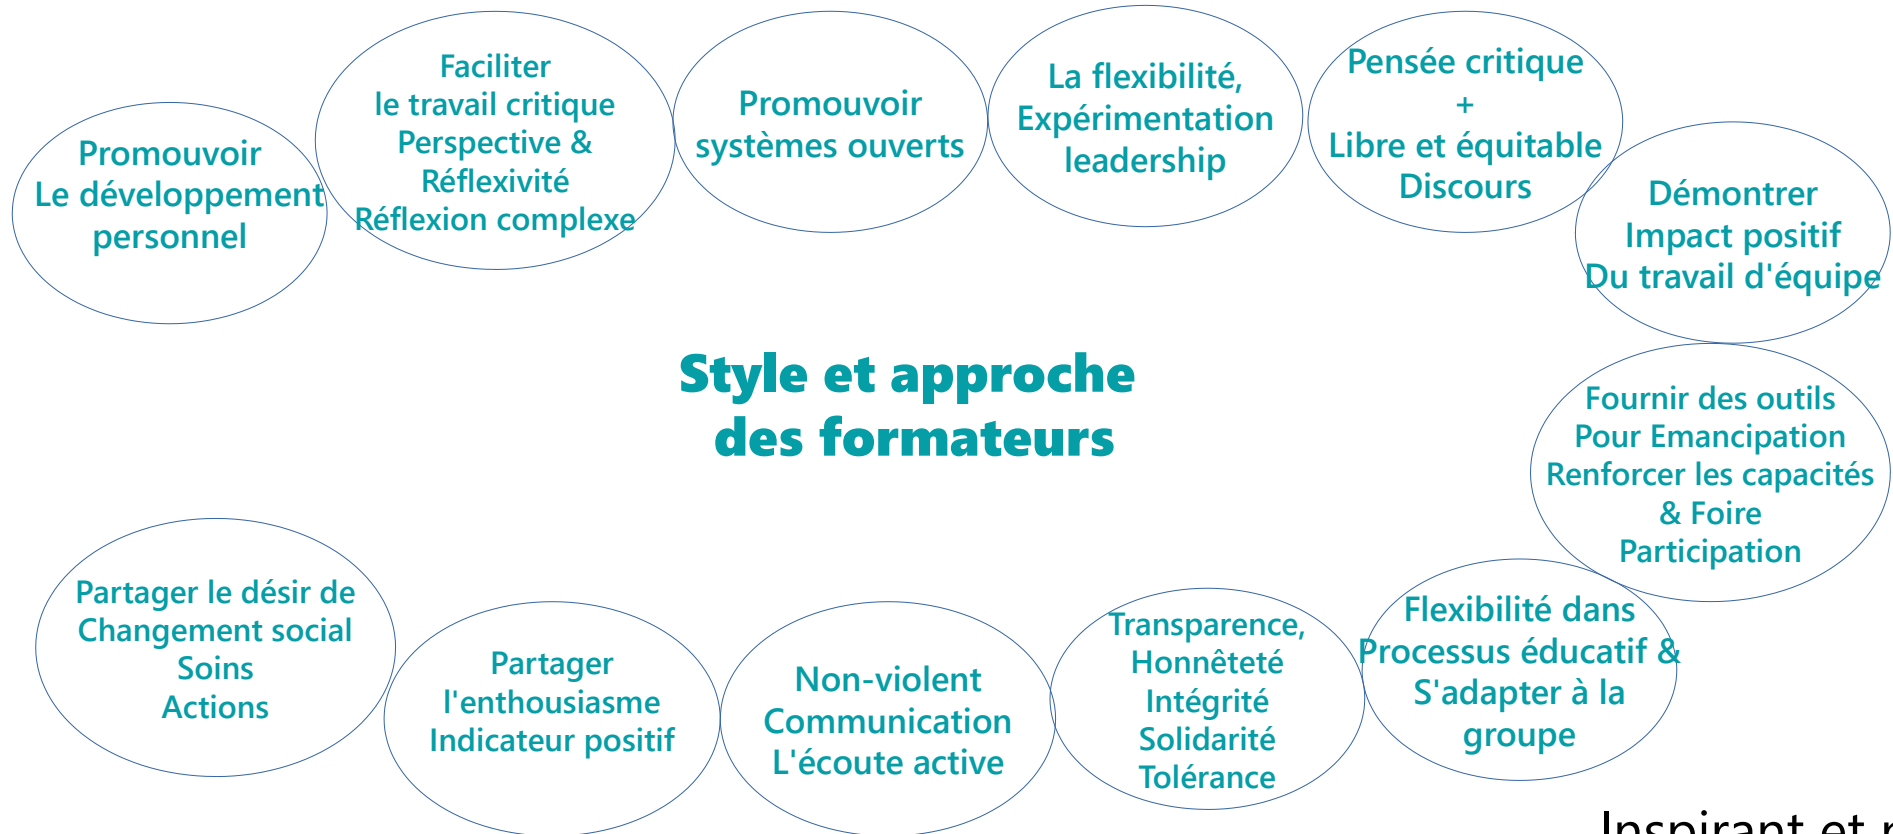 Promouvoir
Le développement
personnel
Faciliter
le travail critique
Perspective &
Réflexivité
Réflexion complexe
Promouvoir
systèmes ouverts
La flexibilité,
Expérimentation
leadership
Pensée critique
+
Libre et équitable
Discours
Démontrer
Impact positif
Du travail d'équipe
Style et approche
des formateurs
Fournir des outils
Pour Emancipation
Renforcer les capacités
& Foire
Participation
Flexibilité dans
Processus éducatif &
S'adapter à la
groupe
Transparence,
Honnêteté
Intégrité
Solidarité
Tolérance
Non-violent
Communication
L'écoute active
Partager
l'enthousiasme
Indicateur positif
Partager le désir de
Changement social
Soins
Actions
Inspirant et